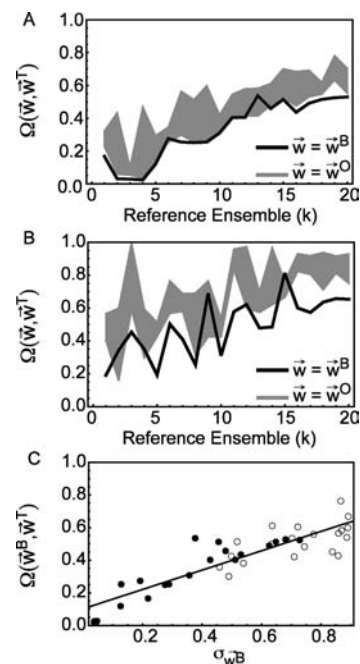 A
1.0
0.8
0.6
0.4
0.2
0.0
Ω(w⃗,w⃗ᵀ)
w⃗ = w⃗ᴮ
w⃗ = w⃗ᴼ
0 5 10 15 20
Reference Ensemble (k)
B
1.0
0.8
0.6
0.4
0.2
0.0
Ω(w⃗,w⃗ᵀ)
w⃗ = w⃗ᴮ
w⃗ = w⃗ᴼ
0 5 10 15 20
Reference Ensemble (k)
C
1.0
0.8
0.6
0.4
0.2
0.0
Ω(w⃗ᴮ,w⃗ᵀ)
0.0 0.2 0.4 0.6 0.8
σw⃗B